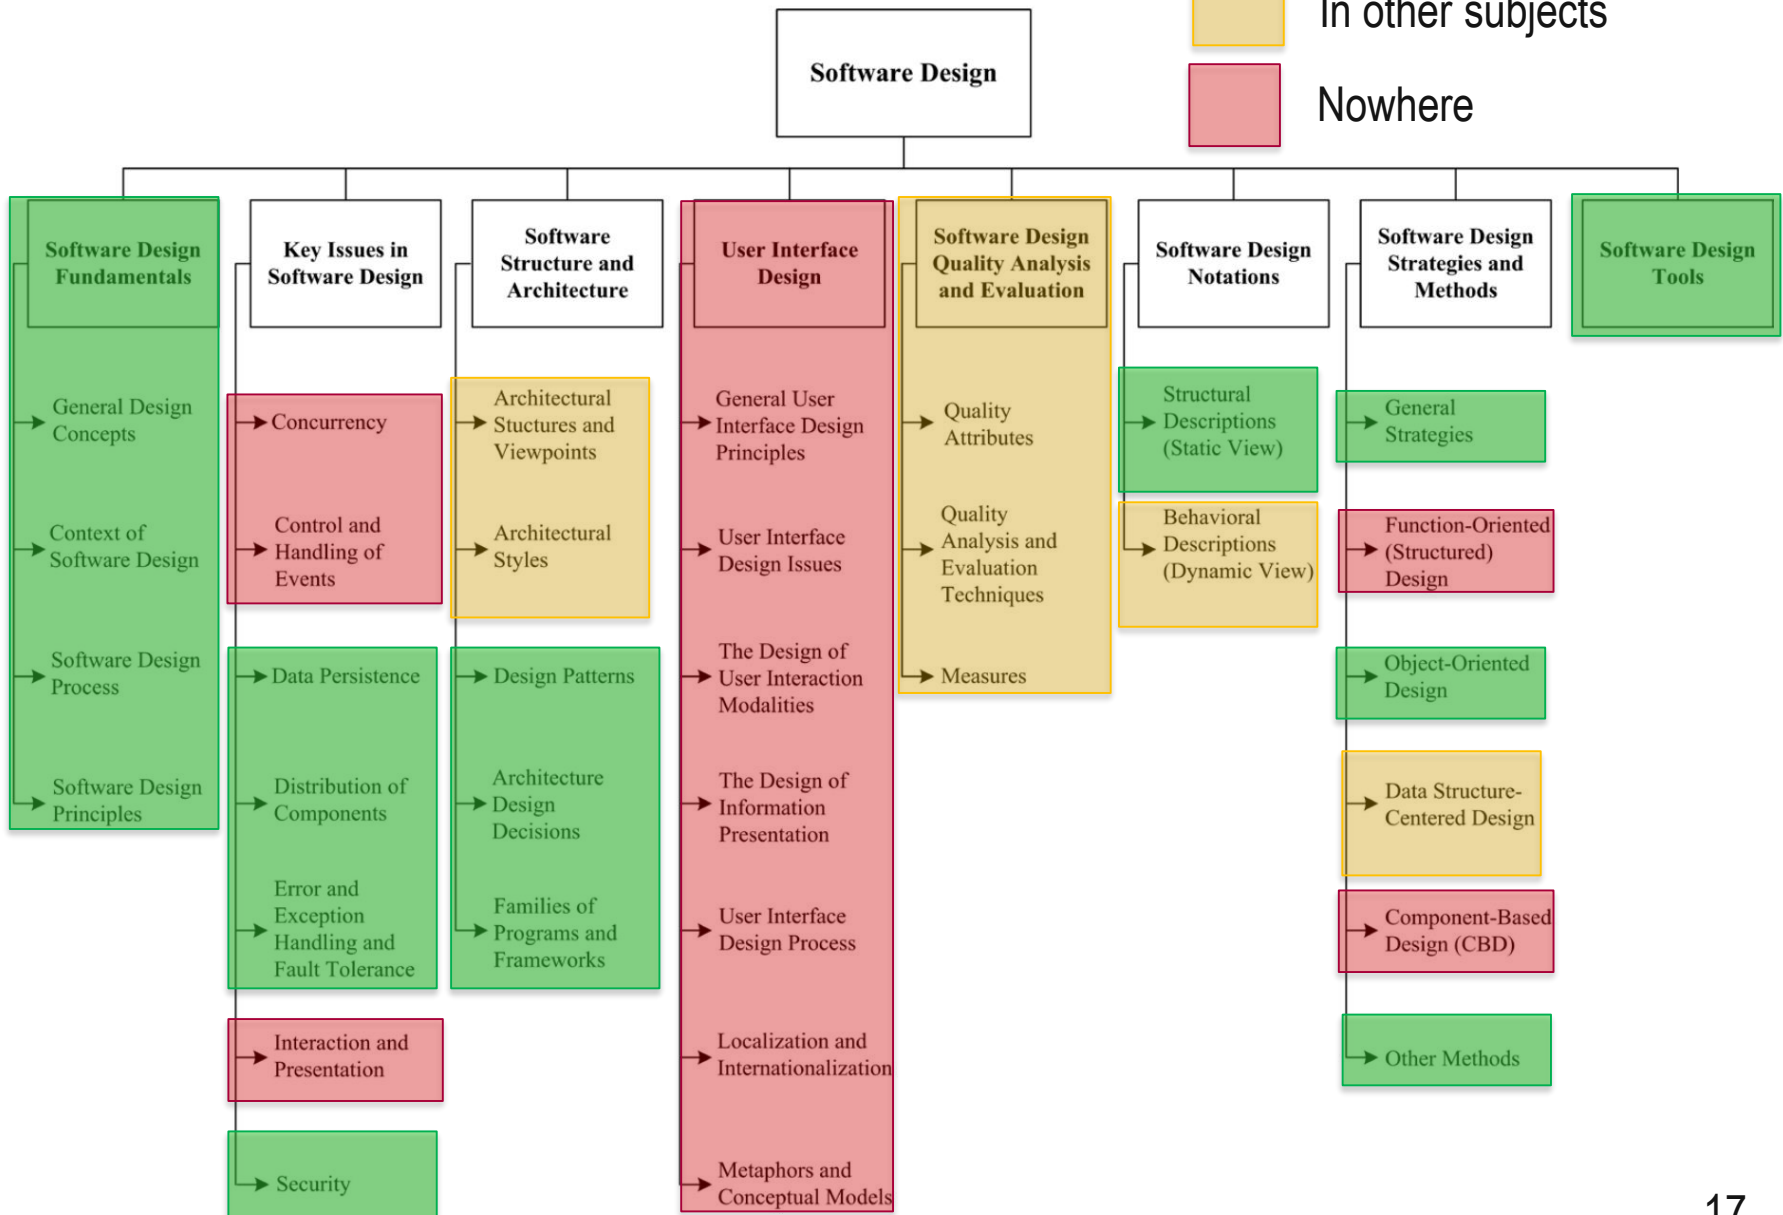 In other subjects
Nowhere
Software Design
Software Design
Fundamentals
General Design
Concepts
Context of
Software Design
Software Design
Process
Software Design
Principles
Key Issues in
Software Design
Concurrency
Control and
Handling of
Events
Data Persistence
Distribution of
Components
Error and
Exception
Handling and
Fault Tolerance
Interaction and
Presentation
Security
Software
Structure and
Architecture
Architectural
Stuctures and
Viewpoints
Architectural
Styles
Design Patterns
Architecture
Design
Decisions
Families of
Programs and
Frameworks
User Interface
Design
General User
Interface Design
Principles
User Interface
Design Issues
The Design of
User Interaction
Modalities
The Design of
Information
Presentation
User Interface
Design Process
Localization and
Internationalization
Metaphors and
Conceptual Models
Software Design
Quality Analysis
and Evaluation
Quality
Attributes
Quality
Analysis and
Evaluation
Techniques
Measures
Software Design
Notations
Structural
Descriptions
(Static View)
Behavioral
Descriptions
(Dynamic View)
Software Design
Strategies and
Methods
General
Strategies
Function-Oriented
(Structured)
Design
Object-Oriented
Design
Data Structure-
Centered Design
Component-Based
Design (CBD)
Other Methods
Software Design
Tools
17